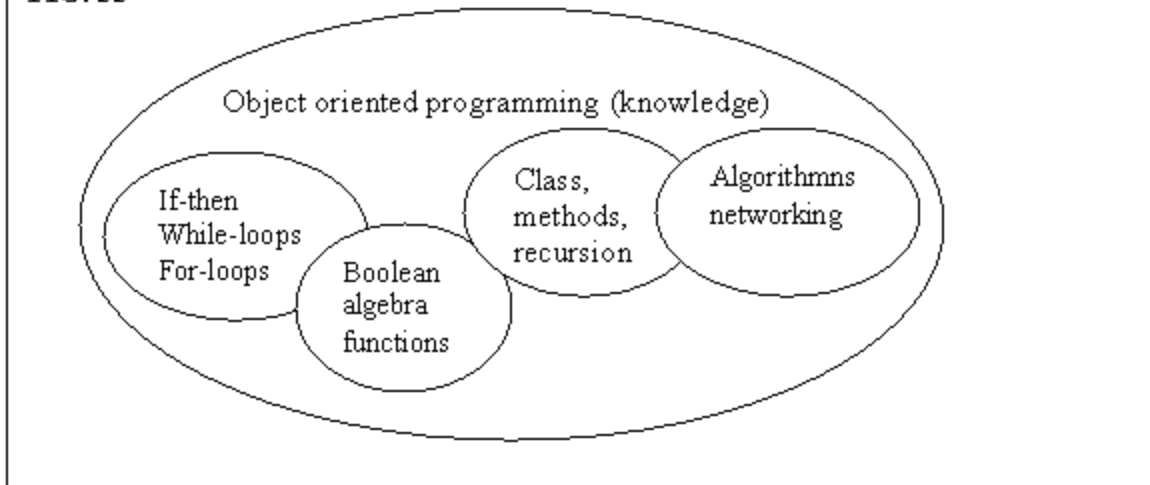 Object oriented programming (knowledge)
If-then
While-loops
For-loops
Boolean
algebra
functions
Class,
methods,
recursion
Algorithmns
networking